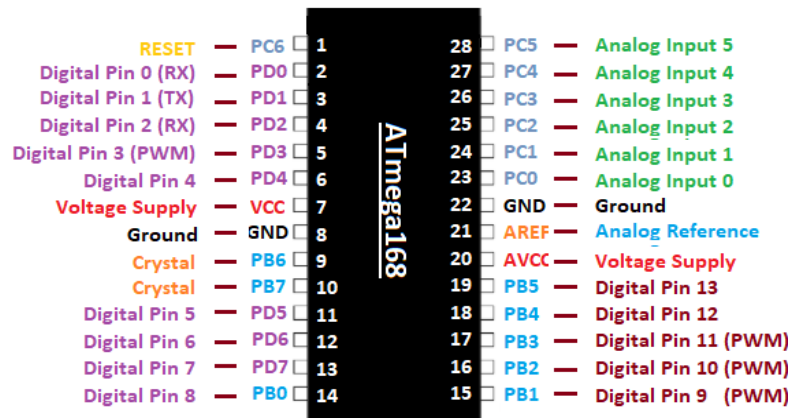 RESET — PC6 1 28 PC5 — Analog Input 5
Digital Pin 0 (RX) — PD0 2 27 PC4 — Analog Input 4
Digital Pin 1 (TX) — PD1 3 26 PC3 — Analog Input 3
Digital Pin 2 (RX) — PD2 4 25 PC2 — Analog Input 2
Digital Pin 3 (PWM) — PD3 5 24 PC1 — Analog Input 1
Digital Pin 4 — PD4 6 23 PC0 — Analog Input 0
Voltage Supply — VCC 7 22 GND — Ground
Ground — GND 8 21 AREF — Analog Reference
Crystal — PB6 9 20 AVCC — Voltage Supply
Crystal — PB7 10 19 PB5 — Digital Pin 13
Digital Pin 5 — PD5 11 18 PB4 — Digital Pin 12
Digital Pin 6 — PD6 12 17 PB3 — Digital Pin 11 (PWM)
Digital Pin 7 — PD7 13 16 PB2 — Digital Pin 10 (PWM)
Digital Pin 8 — PB0 14 15 PB1 — Digital Pin 9 (PWM)
ATmega168